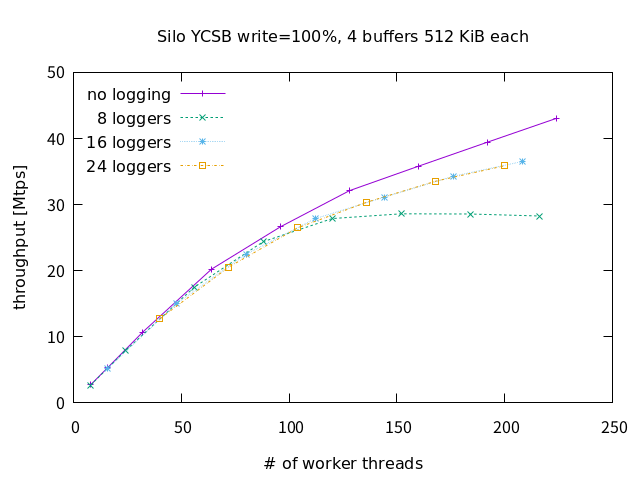 Silo YCSB write=100%, 4 buffers 512 KiB each
throughput [Mtps]
50
40
30
20
10
0
no logging
8 loggers
16 loggers
24 loggers
0 50 100 150 200 250
# of worker threads